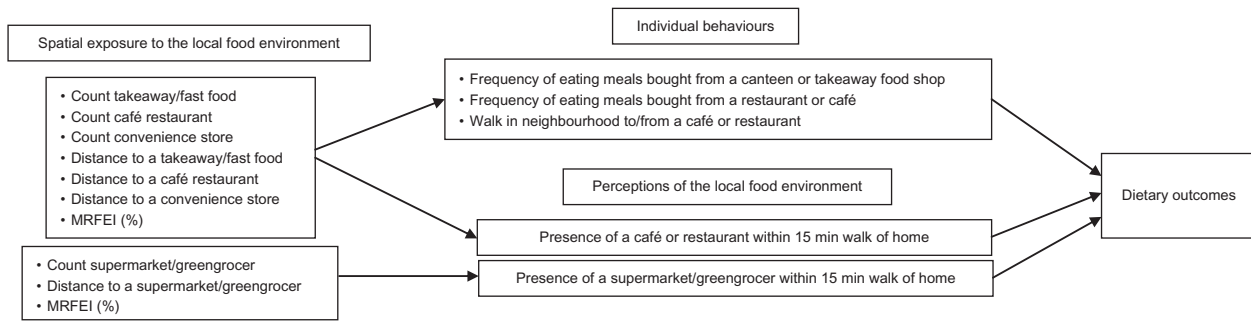 Spatial exposure to the local food environment
• Count takeaway/fast food
• Count café restaurant
• Count convenience store
• Distance to a takeaway/fast food
• Distance to a café restaurant
• Distance to a convenience store
• MRFEI (%)
• Count supermarket/greengrocer
• Distance to a supermarket/greengrocer
• MRFEI (%)
Individual behaviours
• Frequency of eating meals bought from a canteen or takeaway food shop
• Frequency of eating meals bought from a restaurant or café
• Walk in neighbourhood to/from a café or restaurant
Perceptions of the local food environment
Presence of a café or restaurant within 15 min walk of home
Presence of a supermarket/greengrocer within 15 min walk of home
Dietary outcomes